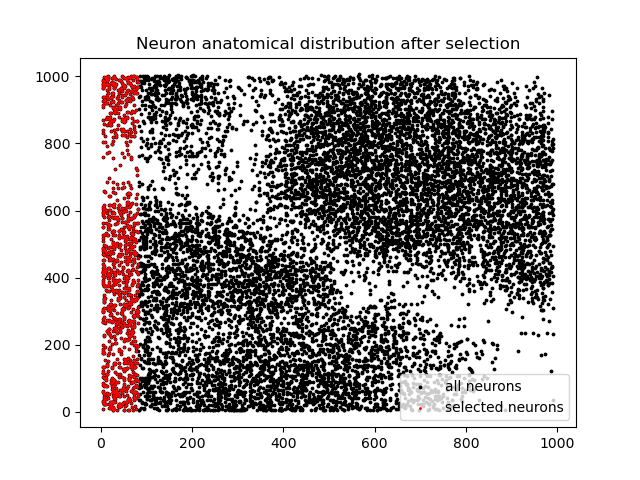 Neuron anatomical distribution after selection
1000
800
600
400
200
0
all neurons
selected neurons
0 200 400 600 800 1000